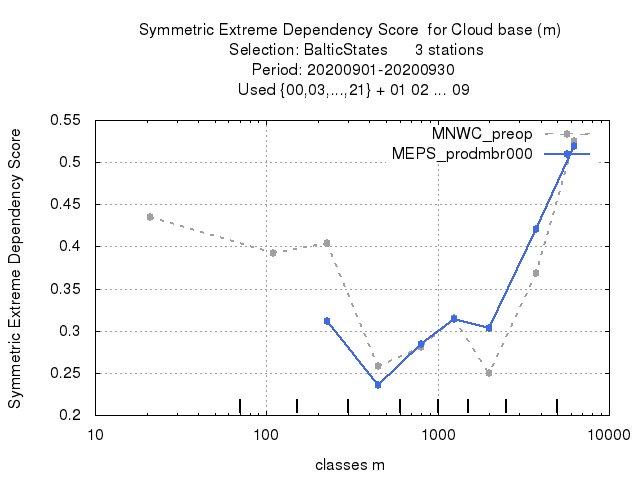 Symmetric Extreme Dependency Score  for Cloud base (m)
Selection: BalticStates      3 stations
Period: 20200901-20200930
Used {00,03,...,21} + 01 02 ... 09
MNWC_preop
MEPS_prodmbr000
Symmetric Extreme Dependency Score
0.55
0.5
0.45
0.4
0.35
0.3
0.25
0.2
10 100 1000 10000
classes m